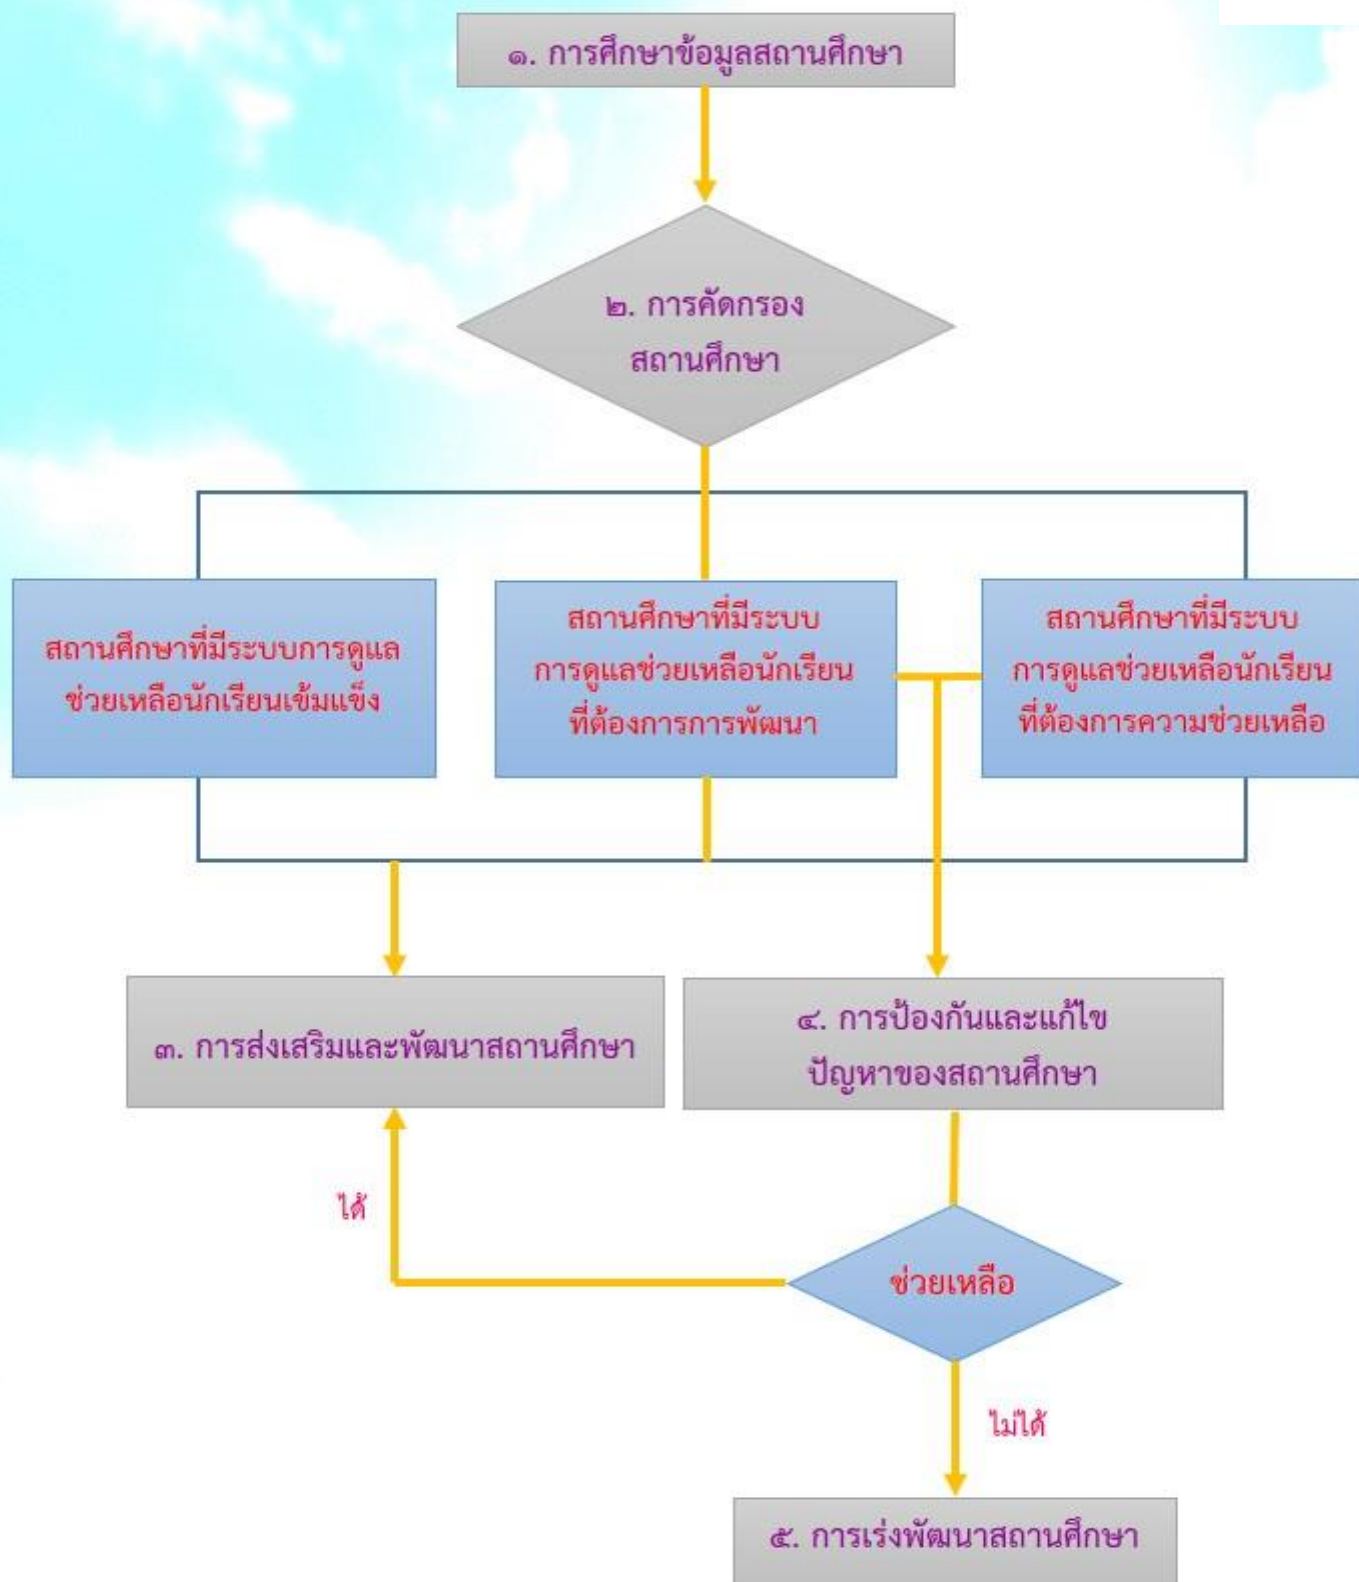 ๑. การศึกษาข้อมูลสถานศึกษา
๒. การคัดกรอง
สถานศึกษา
สถานศึกษาที่มีระบบการดูแล
ช่วยเหลือนักเรียนเข้มแข็ง
สถานศึกษาที่มีระบบ
การดูแลช่วยเหลือนักเรียน
ที่ต้องการการพัฒนา
สถานศึกษาที่มีระบบ
การดูแลช่วยเหลือนักเรียน
ที่ต้องการความช่วยเหลือ
๓. การส่งเสริมและพัฒนาสถานศึกษา
๔. การป้องกันและแก้ไข
ปัญหาของสถานศึกษา
ได้
ช่วยเหลือ
ไม่ได้
๕. การเร่งพัฒนาสถานศึกษา